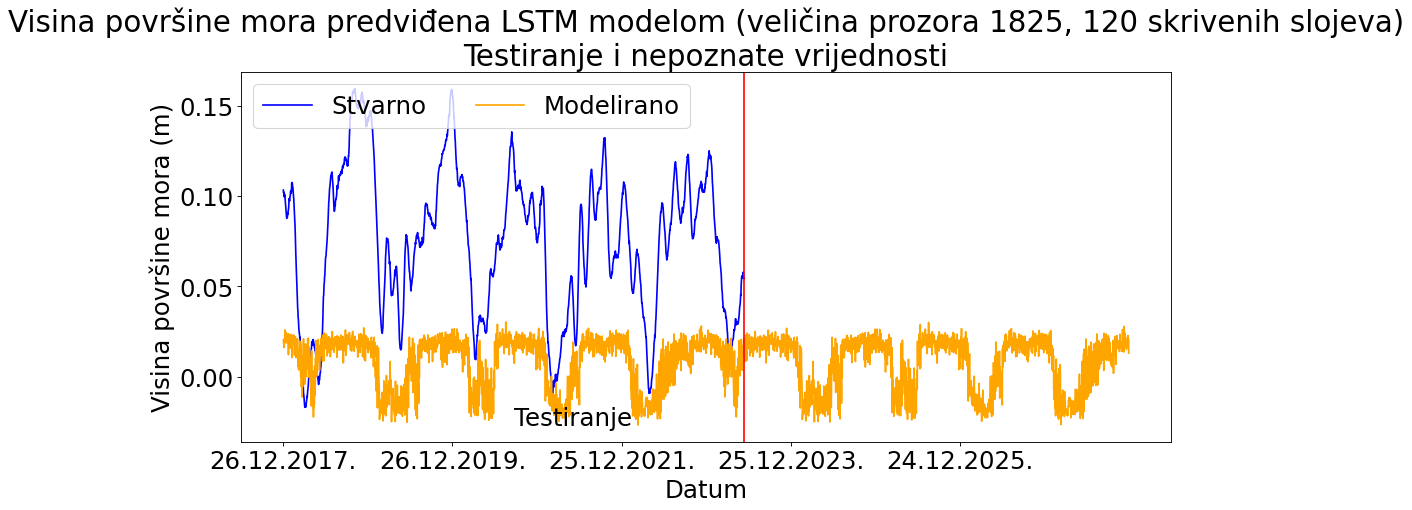 Visina površine mora predviđena LSTM modelom (veličina prozora 1825, 120 skrivenih slojeva)
Testiranje i nepoznate vrijednosti
Stvarno
Modelirano
Visina površine mora (m)
0.15
0.10
0.05
0.00
Testiranje
26.12.2017.
26.12.2019.
25.12.2021.
25.12.2023.
24.12.2025.
Datum